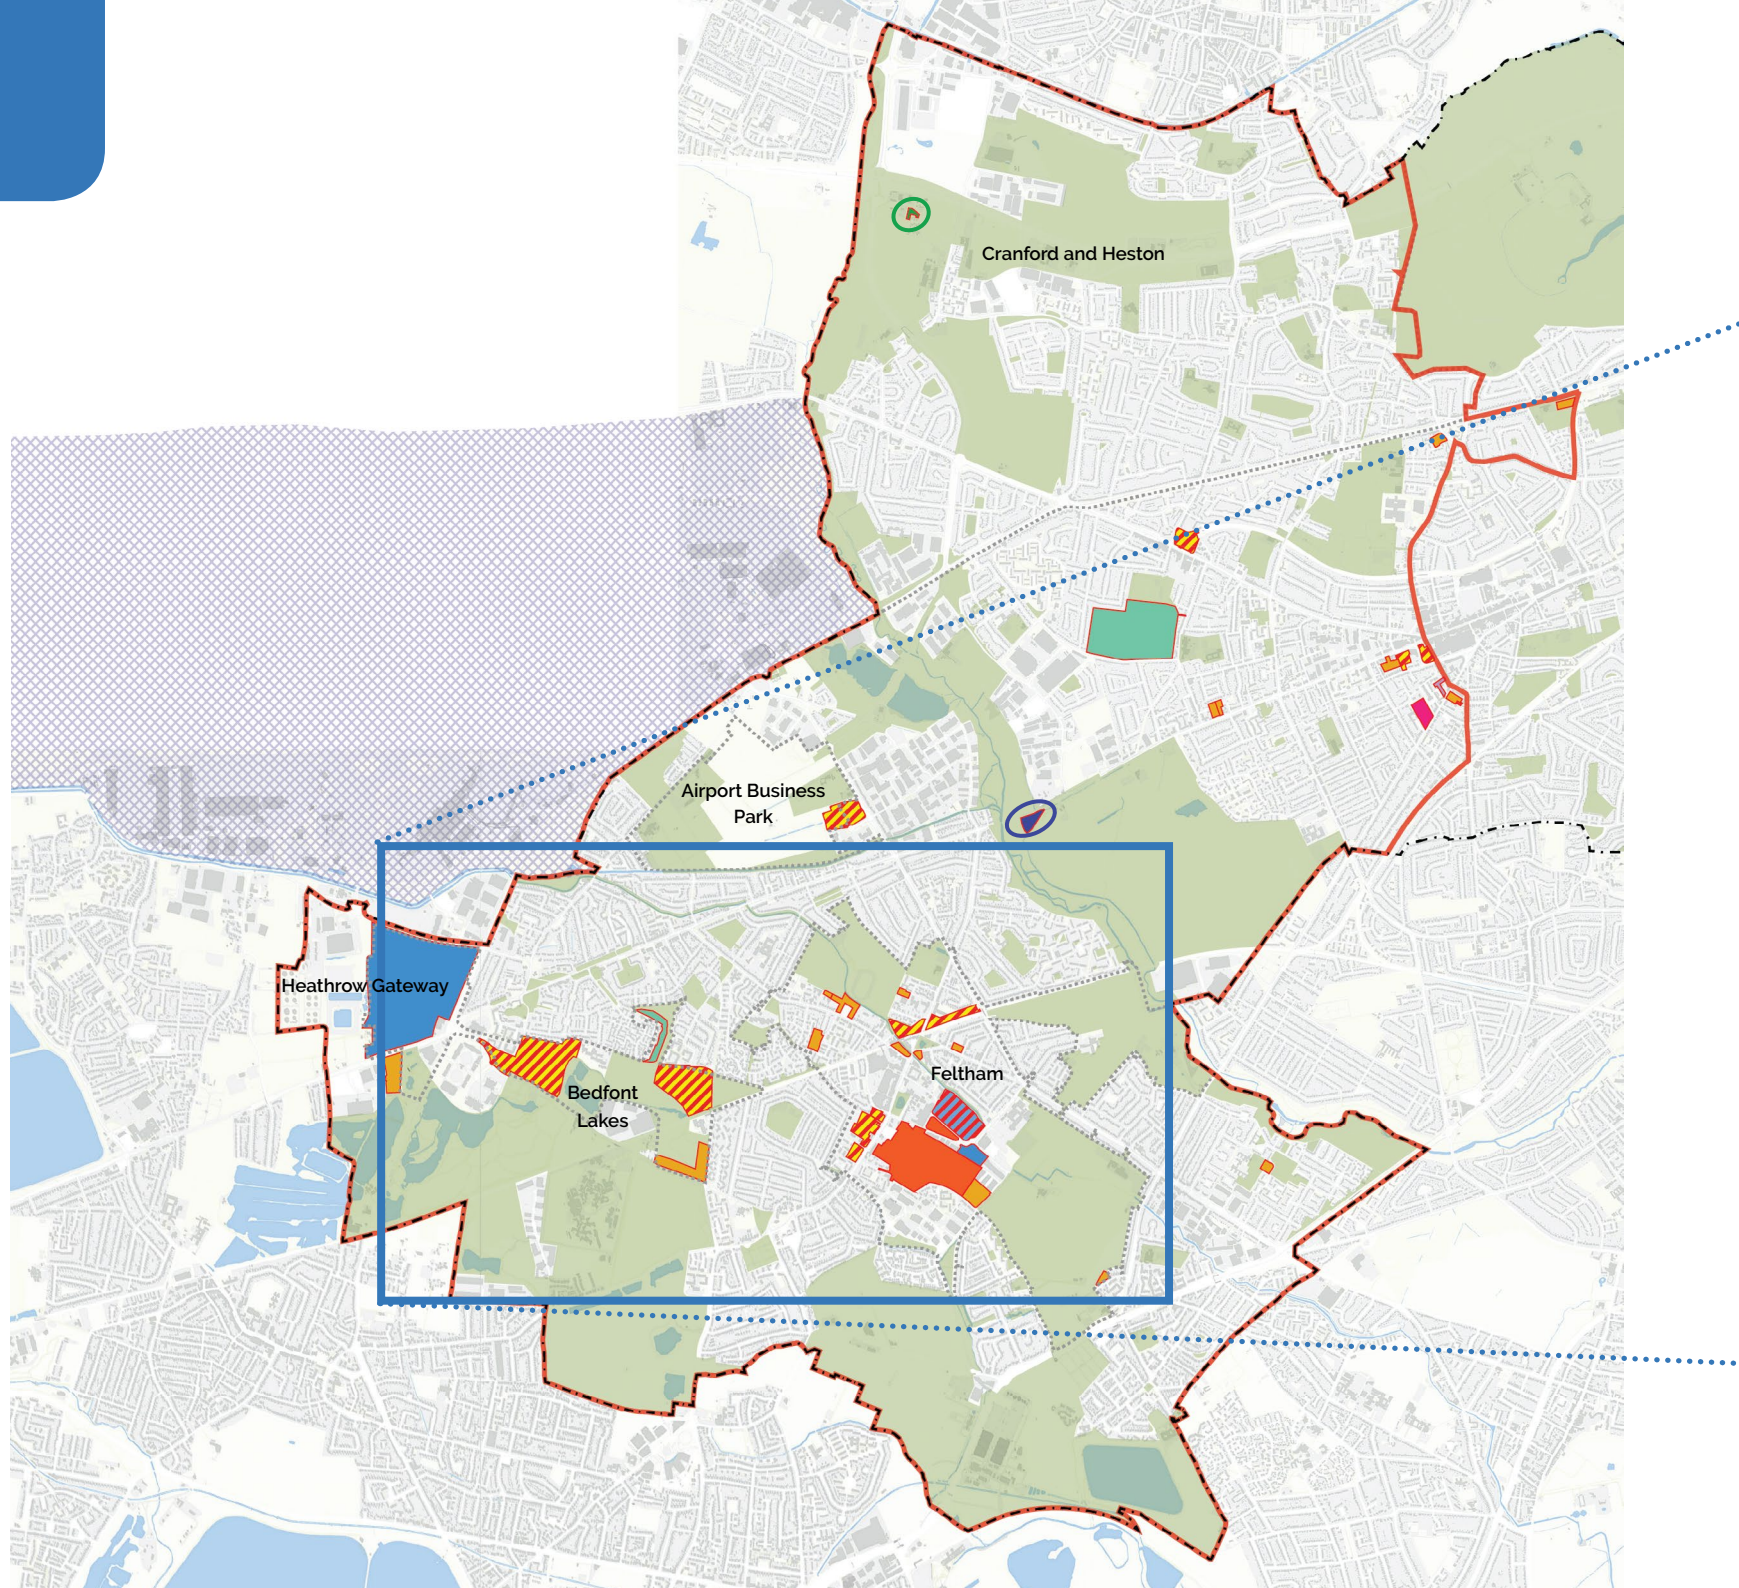 Cranford and Heston
Airport Business
Park
Heathrow Gateway
Bedfont
Lakes
Feltham